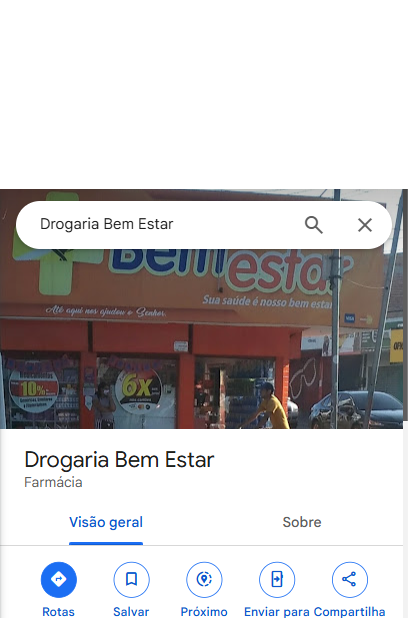 Drogaria Bem Estar
Bem estar
Sua saúde é nosso bem estar
Até aqui nos ajudou o Senhor.
VISA
10%
6X
Drogaria Bem Estar
Farmácia
Visão geral
Sobre
Rotas
Salvar
Próximo
Enviar para
Compartilha